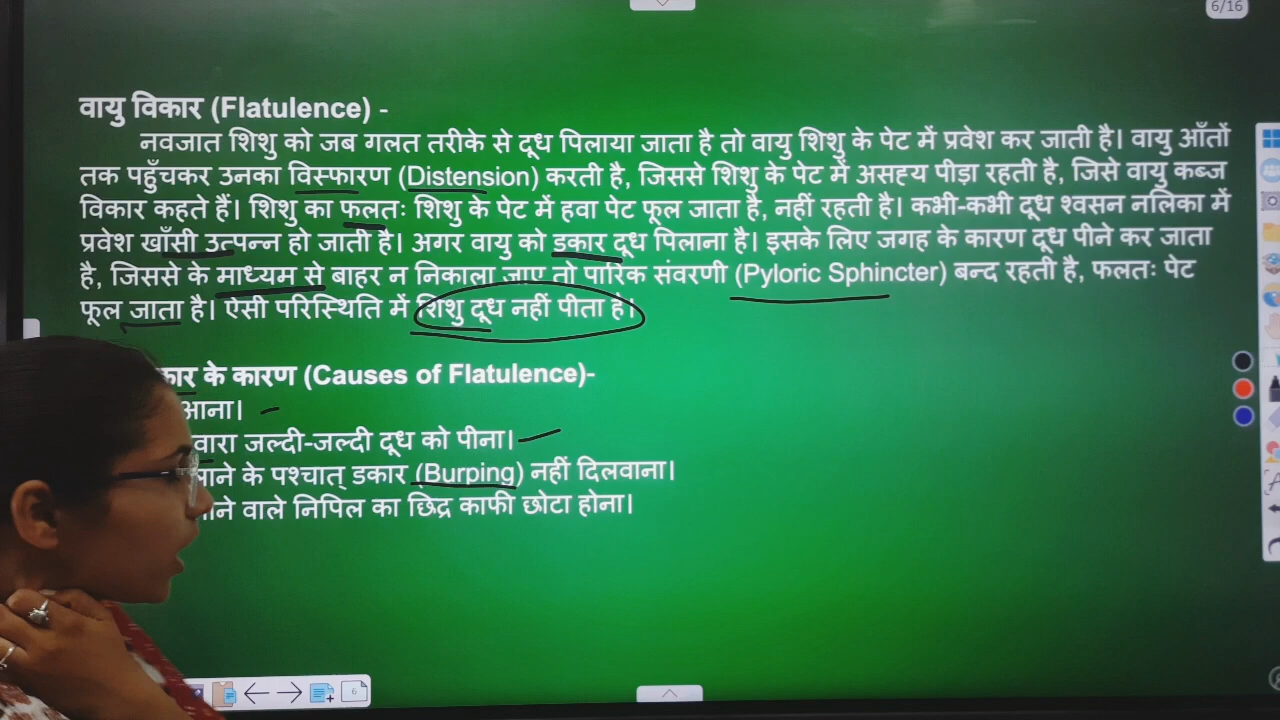 6/16
वायु विकार (Flatulence) -
नवजात शिशु को जब गलत तरीके से दूध पिलाया जाता है तो वायु शिशु के पेट में प्रवेश कर जाती है। वायु आँतों
तक पहुँचकर उनका विस्फारण (Distension) करती है, जिससे शिशु के पेट में असह्य पीड़ा रहती है, जिसे वायु कब्ज
विकार कहते हैं। शिशु का फलतः शिशु के पेट में हवा पेट फूल जाता है, नहीं रहती है। कभी-कभी दूध श्वसन नलिका में
प्रवेश खाँसी उत्पन्न हो जाती है। अगर वायु को डकार दूध पिलाना है। इसके लिए जगह के कारण दूध पीने कर जाता
है, जिससे के माध्यम से बाहर न निकाला जाए तो पारिक संवरणी (Pyloric Sphincter) बन्द रहती है, फलतः पेट
फूल जाता है। ऐसी परिस्थिति में शिशु दूध नहीं पीता है।
कार के कारण (Causes of Flatulence)-
आना।
वारा जल्दी-जल्दी दूध को पीना।
लाने के पश्चात् डकार (Burping) नहीं दिलवाना।
वाले निपिल का छिद्र काफी छोटा होना।
6